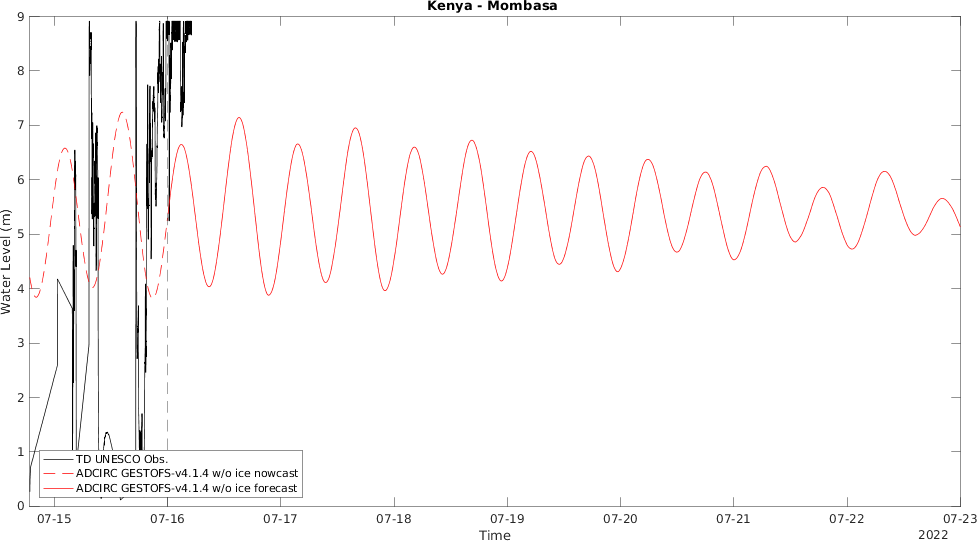 Kenya - Mombasa
9
8
7
6
5
4
3
2
1
0
Water Level (m)
TD UNESCO Obs.
ADCIRC GESTOFS-v4.1.4 w/o ice nowcast
ADCIRC GESTOFS-v4.1.4 w/o ice forecast
07-15 07-16 07-17 07-18 07-19 07-20 07-21 07-22 07-23
Time
2022